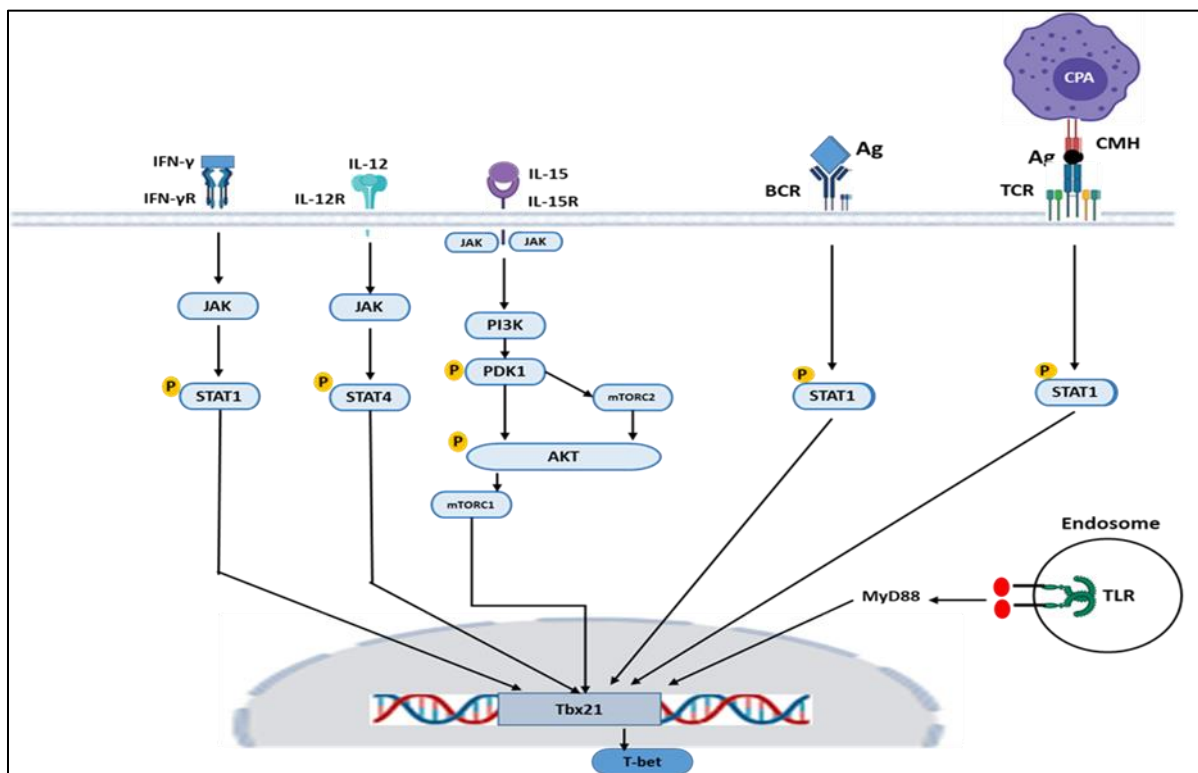 CPA
CMH
Ag
TCR
IFN-γ
IFN-γR
IL-12
IL-12R
IL-15
IL-15R
Ag
BCR
JAK
JAK
JAK
JAK
PI3K
P
PDK1
mTORC2
P
STAT1
P
STAT4
P
STAT1
P
STAT1
P
AKT
mTORC1
Endosome
TLR
MyD88
Tbx21
T-bet